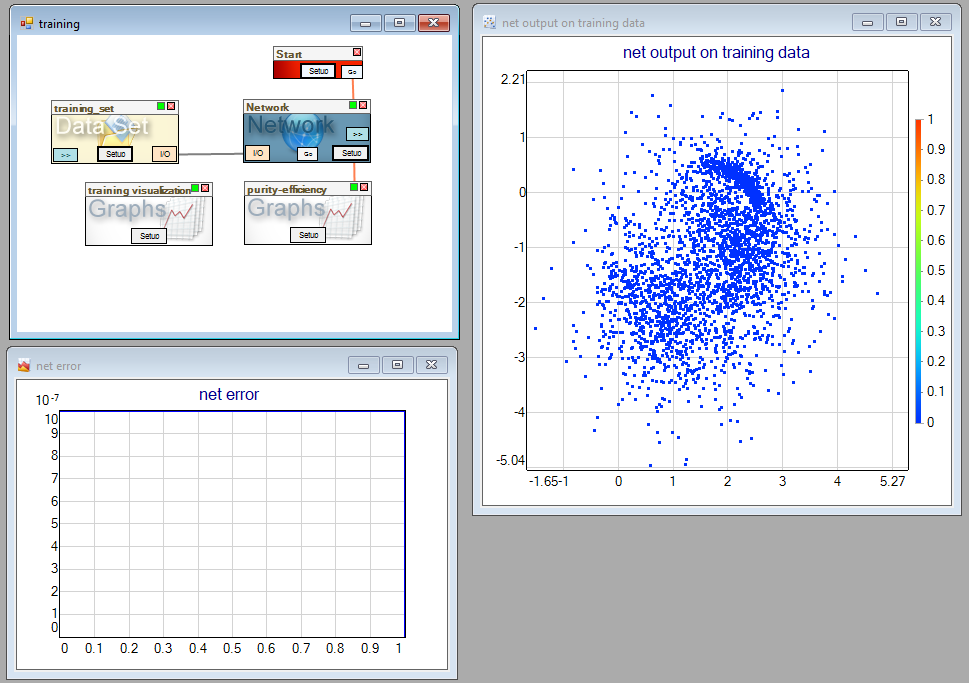 training
Start
Setup
Go
training_set
Data Set
>>
Setup
I/O
Network
Network
>>
I/O
Go
Setup
training visualization
Graphs
Setup
purity-efficiency
Graphs
Setup
net output on training data
net output on training data
2.21
1
0
-1
-2
-3
-4
-5.04
-1.65-1 0 1 2 3 4 5.27
1
0.9
0.8
0.7
0.6
0.5
0.4
0.3
0.2
0.1
0
net error
net error
10-7
10
9
8
7
6
5
4
3
2
1
0
0 0.1 0.2 0.3 0.4 0.5 0.6 0.7 0.8 0.9 1